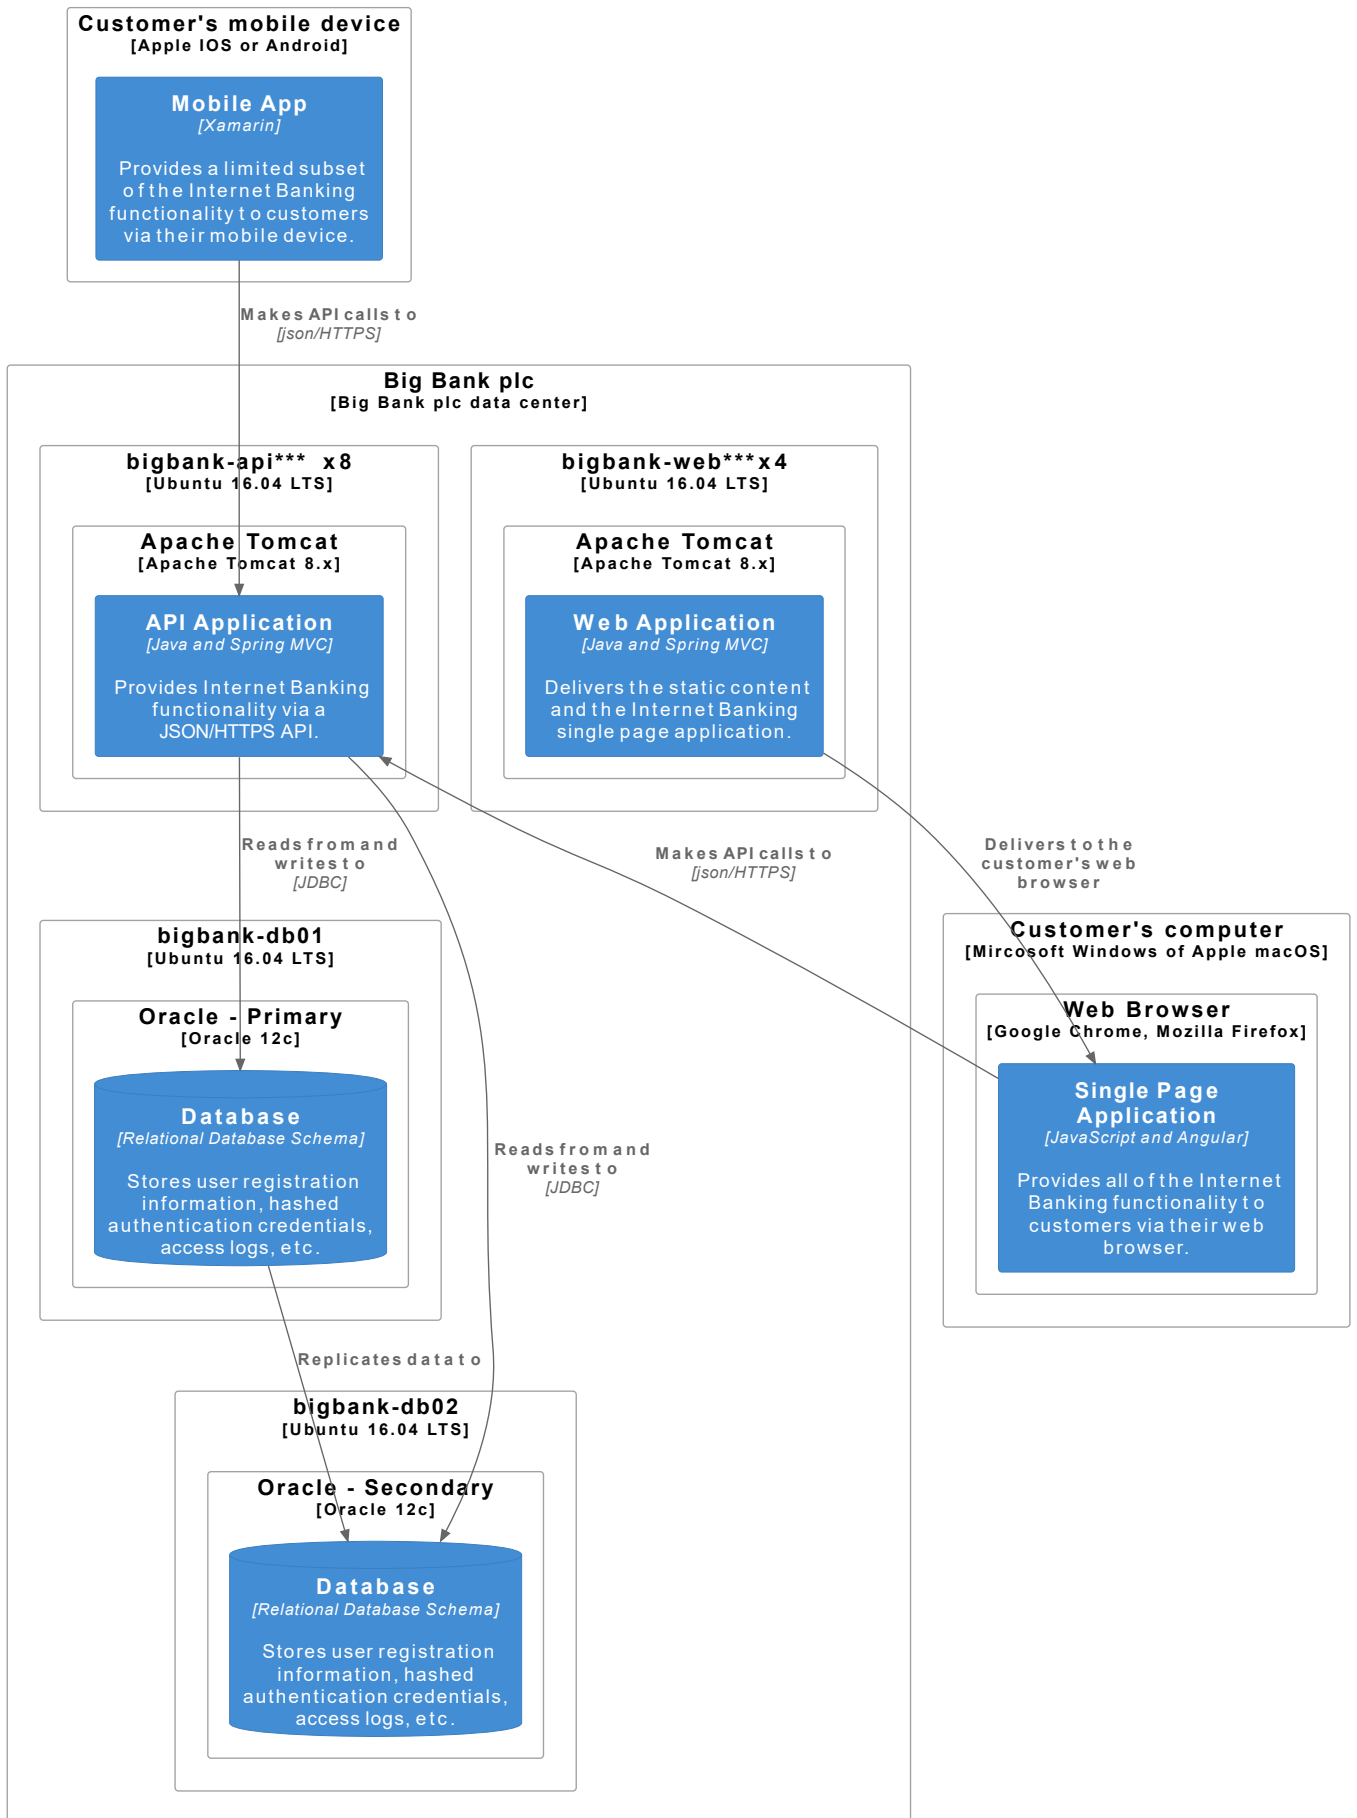 Customer's mobile device
[Apple IOS or Android]
Mobile App
[Xamarin]
Provides a limited subset
of the Internet Banking
functionality to customers
via their mobile device.
Makes API calls to
[json/HTTPS]
Big Bank plc
[Big Bank plc data center]
bigbank-api*** x8
[Ubuntu 16.04 LTS]
Apache Tomcat
[Apache Tomcat 8.x]
API Application
[Java and Spring MVC]
Provides Internet Banking
functionality via a
JSON/HTTPS API.
bigbank-web*** x4
[Ubuntu 16.04 LTS]
Apache Tomcat
[Apache Tomcat 8.x]
Web Application
[Java and Spring MVC]
Delivers the static content
and the Internet Banking
single page application.
Reads from and
writes to
[JDBC]
Makes API calls to
[json/HTTPS]
Delivers to the
customer's web
browser
bigbank-db01
[Ubuntu 16.04 LTS]
Oracle - Primary
[Oracle 12c]
Database
[Relational Database Schema]
Stores user registration
information, hashed
authentication credentials,
access logs, etc.
Customer's computer
[Mircosoft Windows of Apple macOS]
Web Browser
[Google Chrome, Mozilla Firefox]
Single Page
Application
[JavaScript and Angular]
Provides all of the Internet
Banking functionality to
customers via their web
browser.
Reads from and
writes to
[JDBC]
Replicates data to
bigbank-db02
[Ubuntu 16.04 LTS]
Oracle - Secondary
[Oracle 12c]
Database
[Relational Database Schema]
Stores user registration
information, hashed
authentication credentials,
access logs, etc.